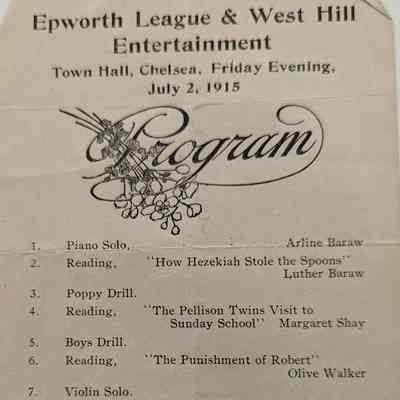 Epworth League & West Hill
Entertainment
Town Hall, Chelsea, Friday Evening,
July 2, 1915
Program
1. Piano Solo, Arline Baraw
2. Reading, "How Hezekiah Stole the Spoons"
Luther Baraw
3. Poppy Drill.
4. Reading, "The Pellison Twins Visit to
Sunday School" Margaret Shay
5. Boys Drill.
6. Reading, "The Punishment of Robert"
Olive Walker
7. Violin Solo.